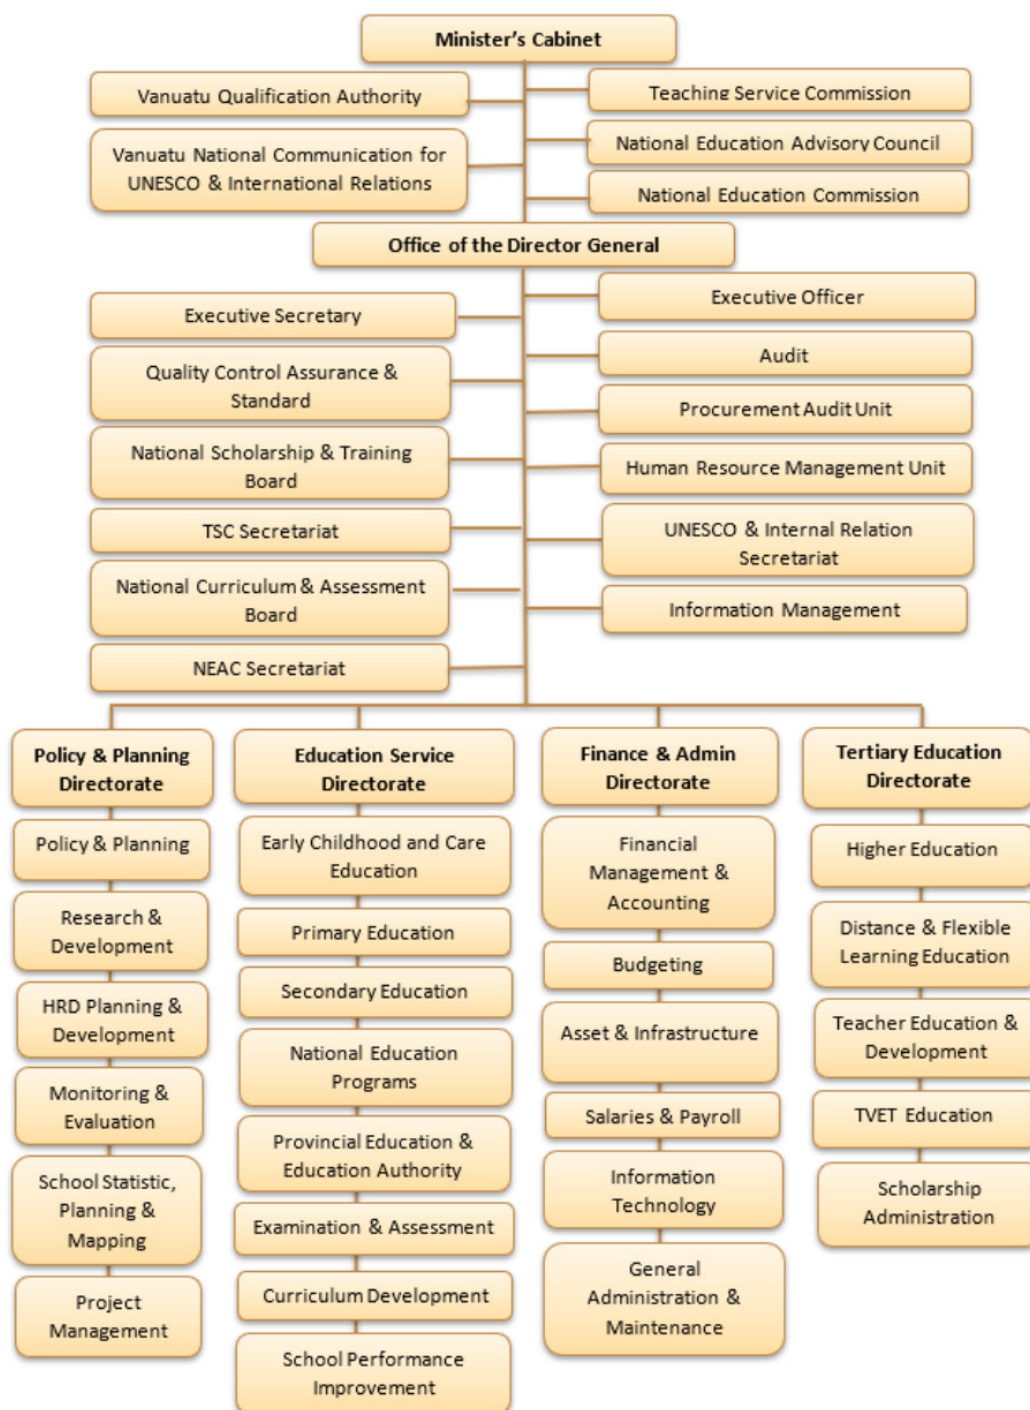 Minister's Cabinet
Vanuatu Qualification Authority
Teaching Service Commission
Vanuatu National Communication for
UNESCO & International Relations
National Education Advisory Council
National Education Commission
Office of the Director General
Executive Secretary
Quality Control Assurance &
Standard
National Scholarship & Training
Board
TSC Secretariat
National Curriculum & Assessment
Board
NEAC Secretariat
Executive Officer
Audit
Procurement Audit Unit
Human Resource Management Unit
UNESCO & Internal Relation
Secretariat
Information Management
Policy & Planning
Directorate
Policy & Planning
Research &
Development
HRD Planning &
Development
Monitoring &
Evaluation
School Statistic,
Planning &
Mapping
Project
Management
Education Service
Directorate
Early Childhood and Care
Education
Primary Education
Secondary Education
National Education
Programs
Provincial Education &
Education Authority
Examination & Assessment
Curriculum Development
School Performance
Improvement
Finance & Admin
Directorate
Financial
Management &
Accounting
Budgeting
Asset & Infrastructure
Salaries & Payroll
Information
Technology
General
Administration &
Maintenance
Tertiary Education
Directorate
Higher Education
Distance & Flexible
Learning Education
Teacher Education &
Development
TVET Education
Scholarship
Administration